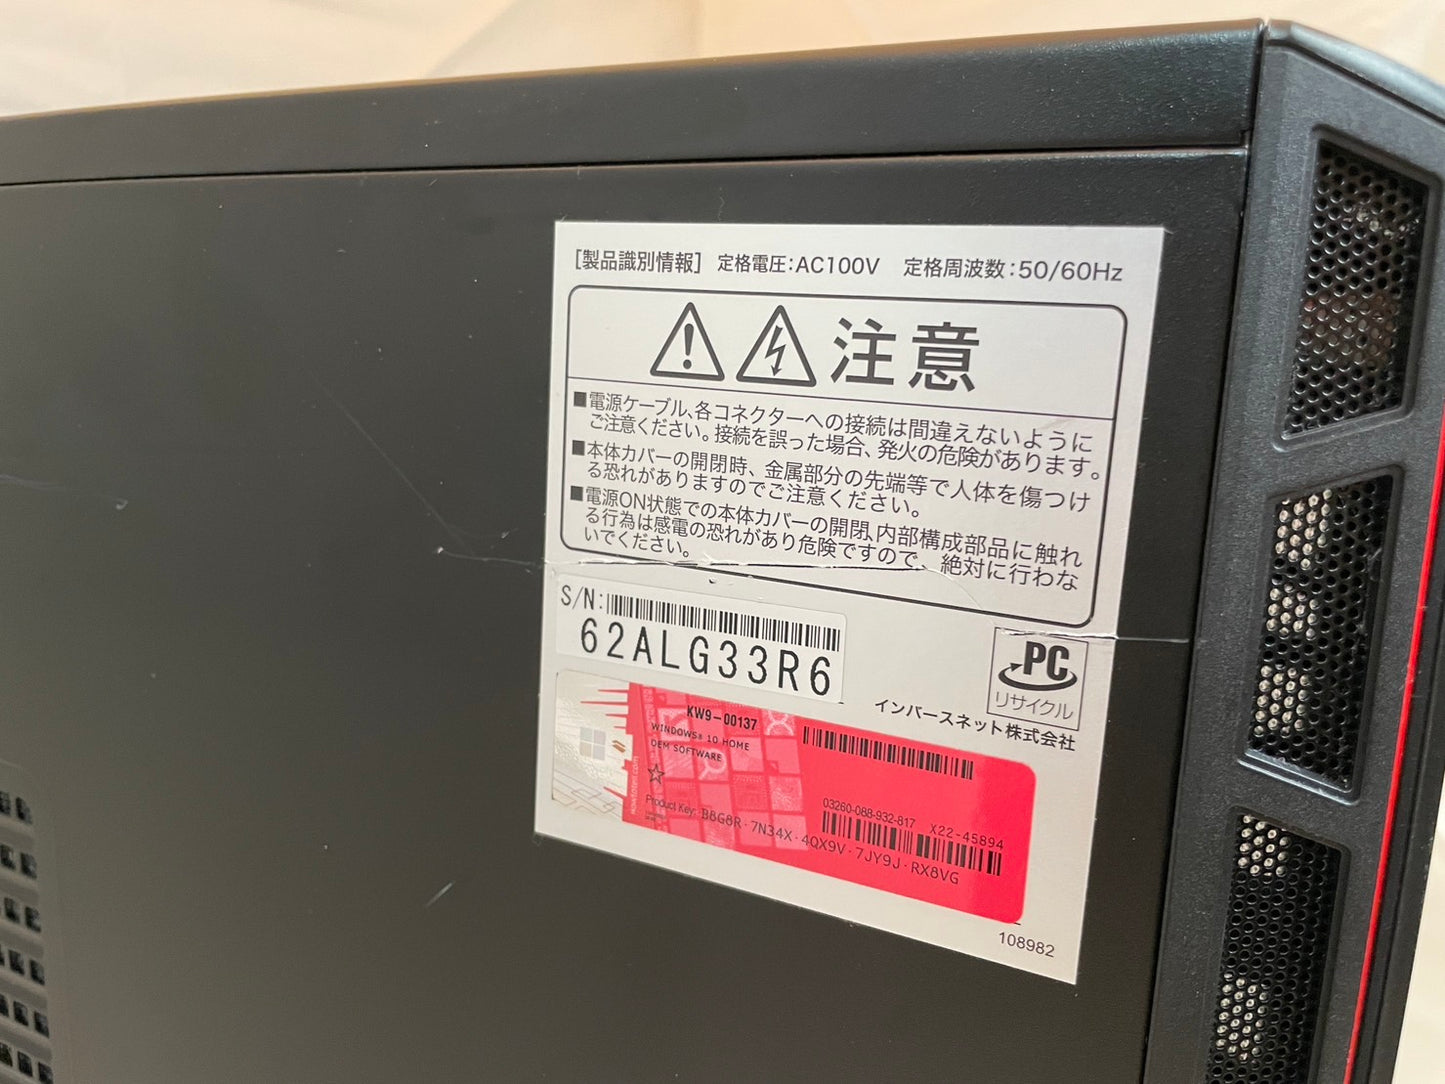 [製品識別情報] 定格電圧:AC100V 定格周波数:50/60Hz
注意
■電源ケーブル、各コネクターへの接続は間違えないように
ご注意ください。接続を誤った場合、発火の危険があります。
■本体カバーの開閉時、金属部分の先端等で人体を傷つけ
る恐れがありますのでご注意ください。
■電源ON状態での本体カバーの開閉、内部構成部品に触れ
る行為は感電の恐れがあり危険ですので、絶対に行わな
いでください。
S/N:
62ALG33R6
PC
リサイクル
インバースネット株式会社
KW9-00137
WINDOWS® 10 HOME
OEM SOFTWARE
howtotell.com
Product Key: B8G8R-7N34X-4QX9V-7JY9J-RX8VG
03260-088-932-817 X22-45894
108982